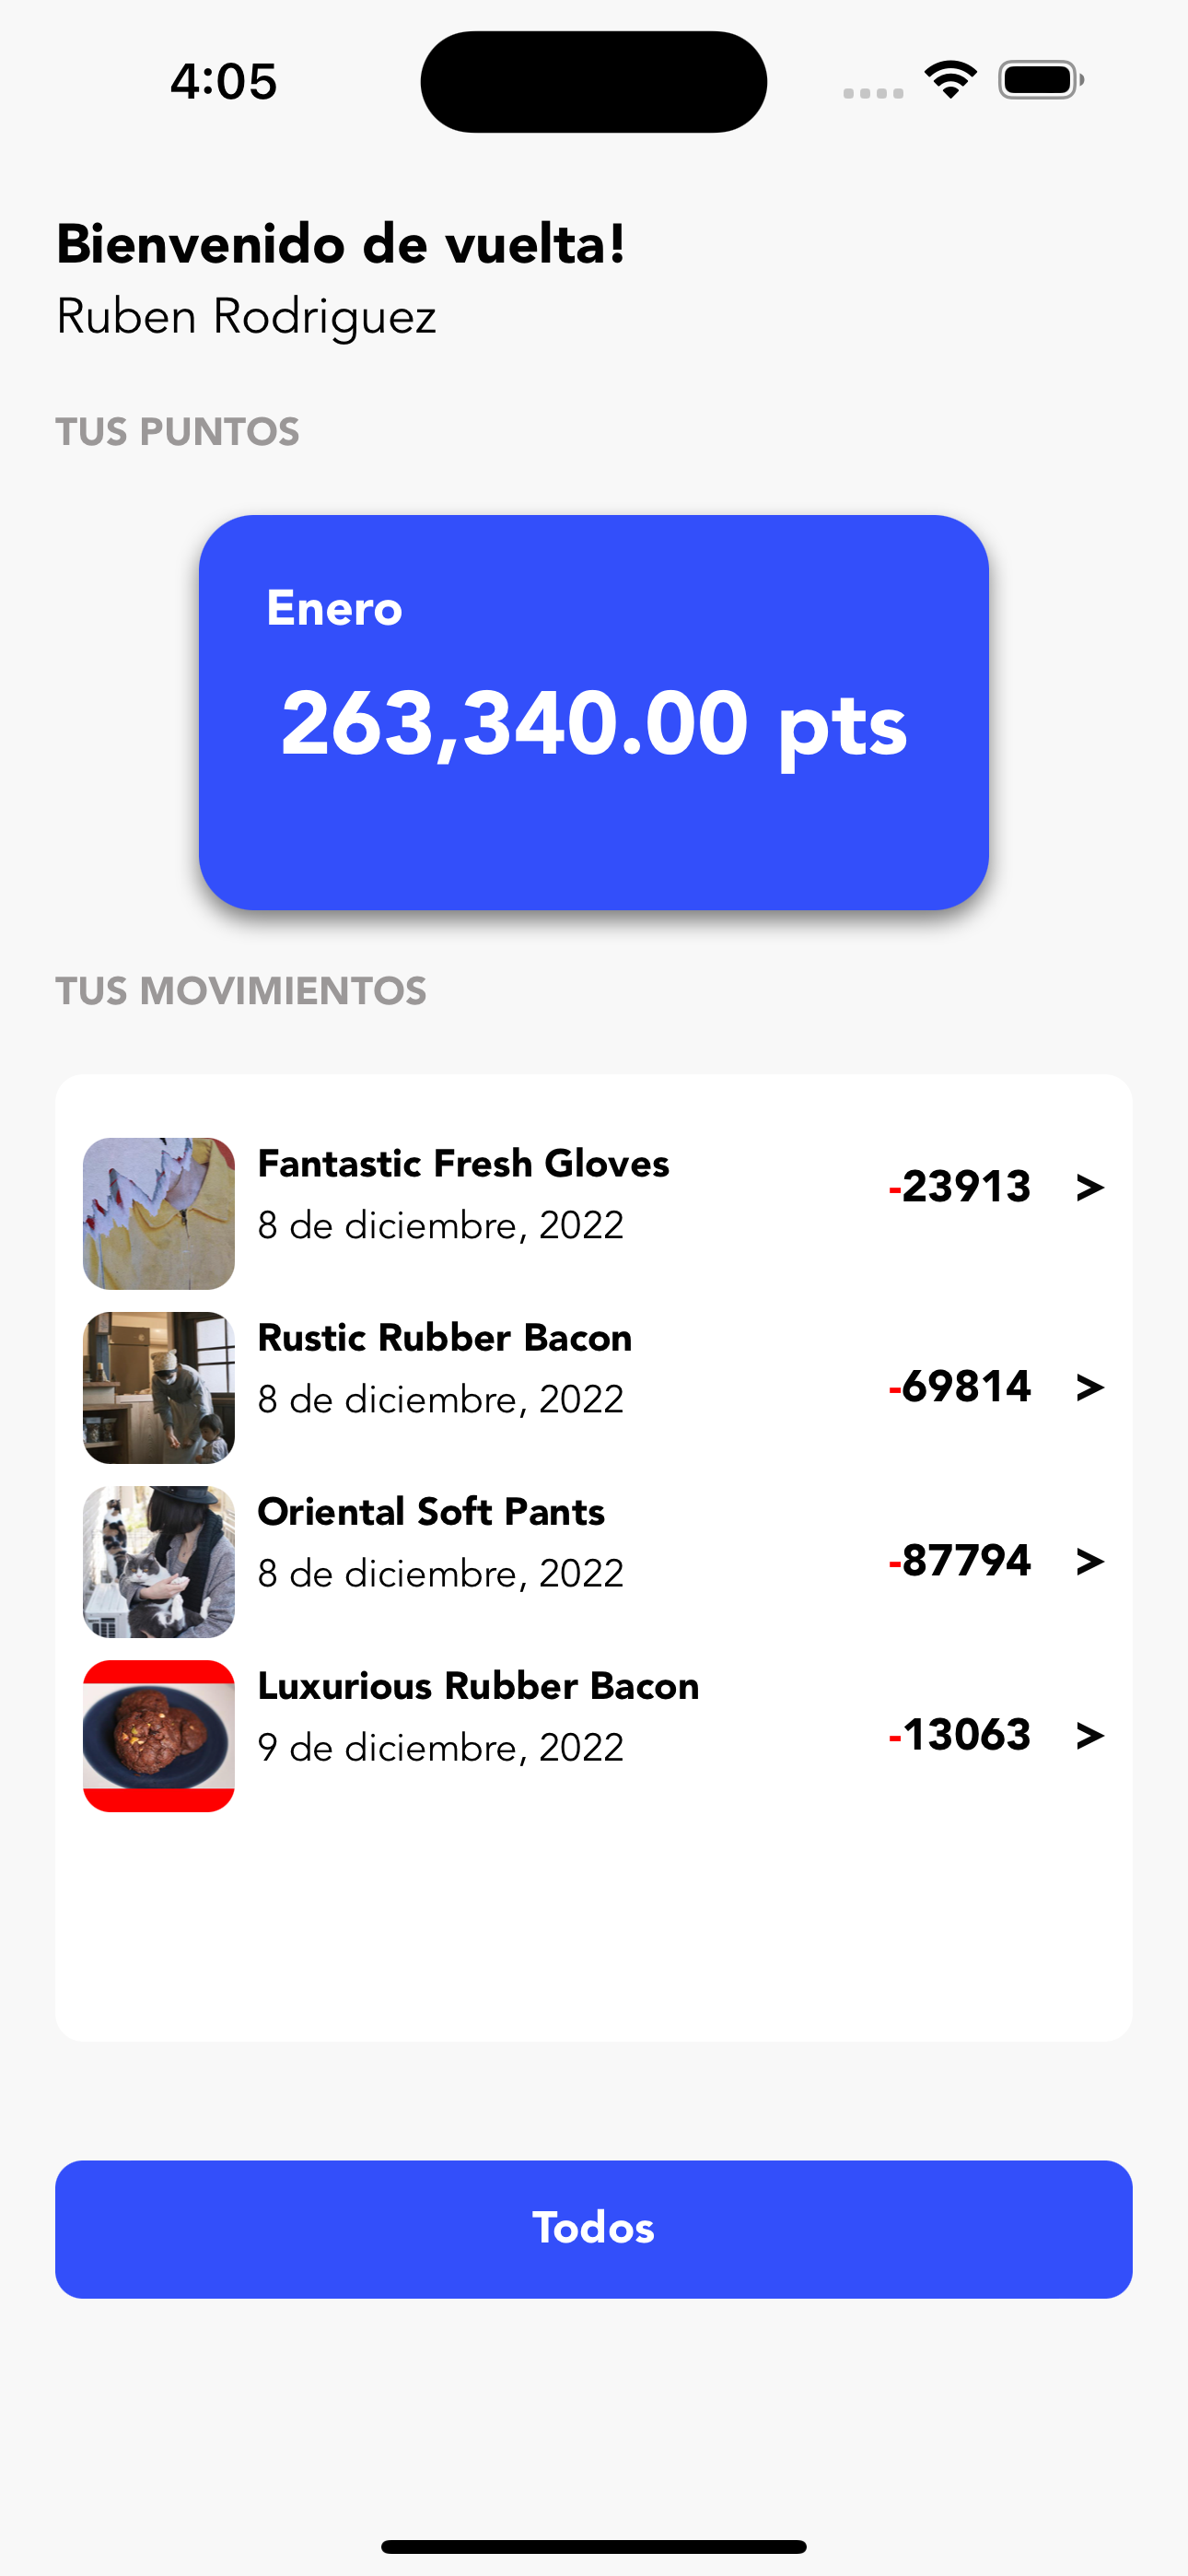 4:05
Bienvenido de vuelta!
Ruben Rodriguez
TUS PUNTOS
Enero
263,340.00 pts
TUS MOVIMIENTOS
Fantastic Fresh Gloves
8 de diciembre, 2022
-23913 >
Rustic Rubber Bacon
8 de diciembre, 2022
-69814 >
Oriental Soft Pants
8 de diciembre, 2022
-87794 >
Luxurious Rubber Bacon
9 de diciembre, 2022
-13063 >
Todos